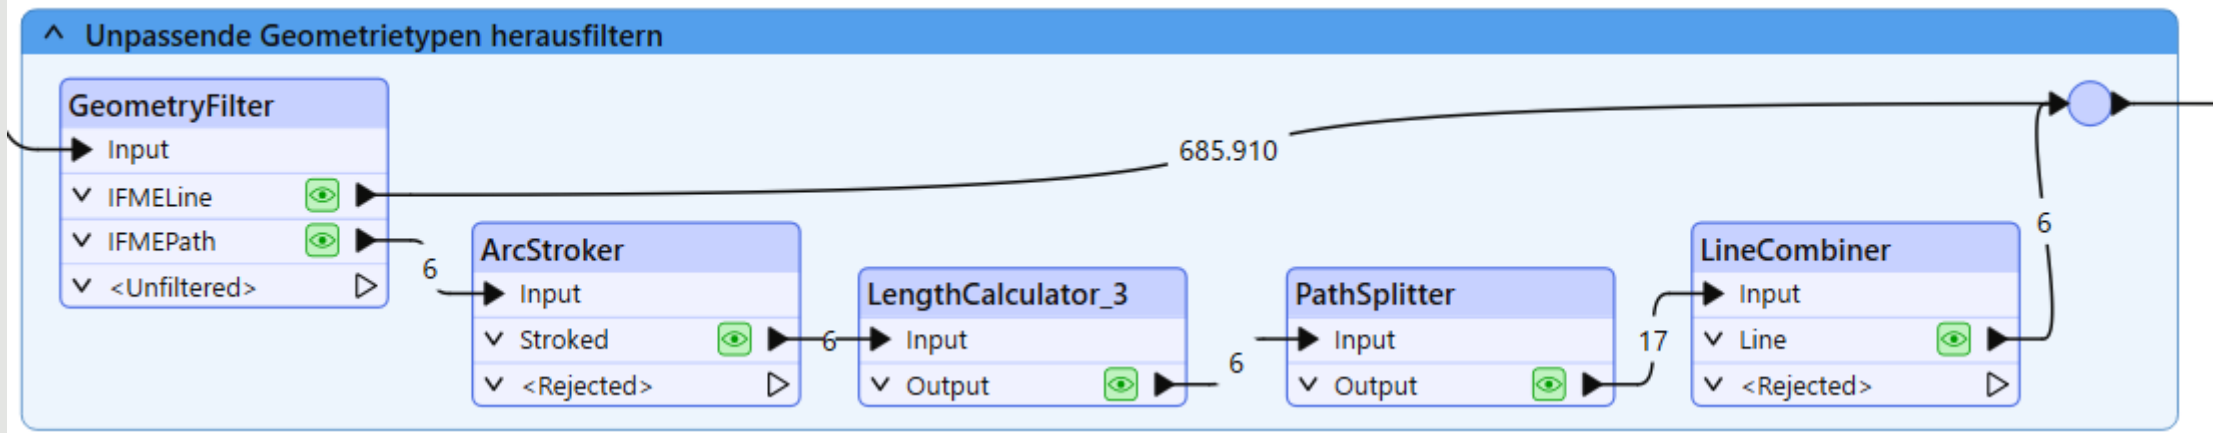 Unpassende Geometrietypen herausfiltern
GeometryFilter
Input
IFMELine
IFMEPath
<Unfiltered>
685.910
6
ArcStroker
Input
Stroked
<Rejected>
6
LengthCalculator_3
Input
Output
6
PathSplitter
Input
Output
17
LineCombiner
Input
Line
<Rejected>
6